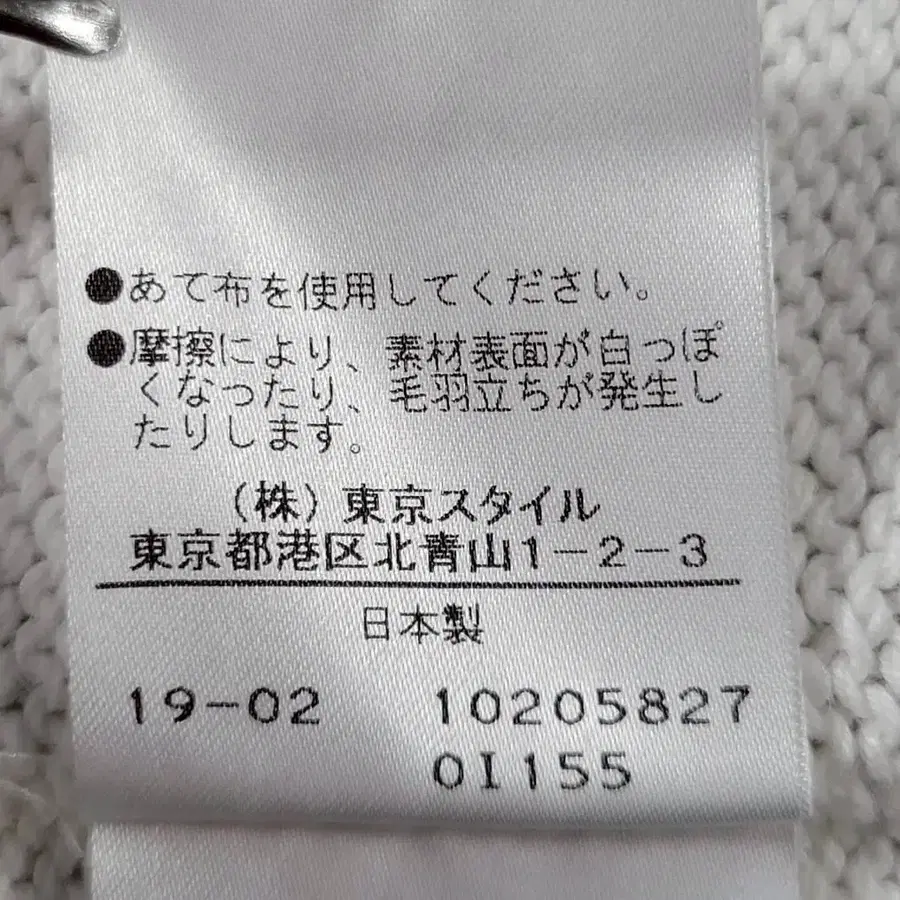 ●あて布を使用してください。
●摩擦により、素材表面が白っぽ
くなったり、毛羽立ちが発生し
たりします。
（株）東京スタイル
東京都港区北青山1-2-3
日本製
19-02 10205827
0I155